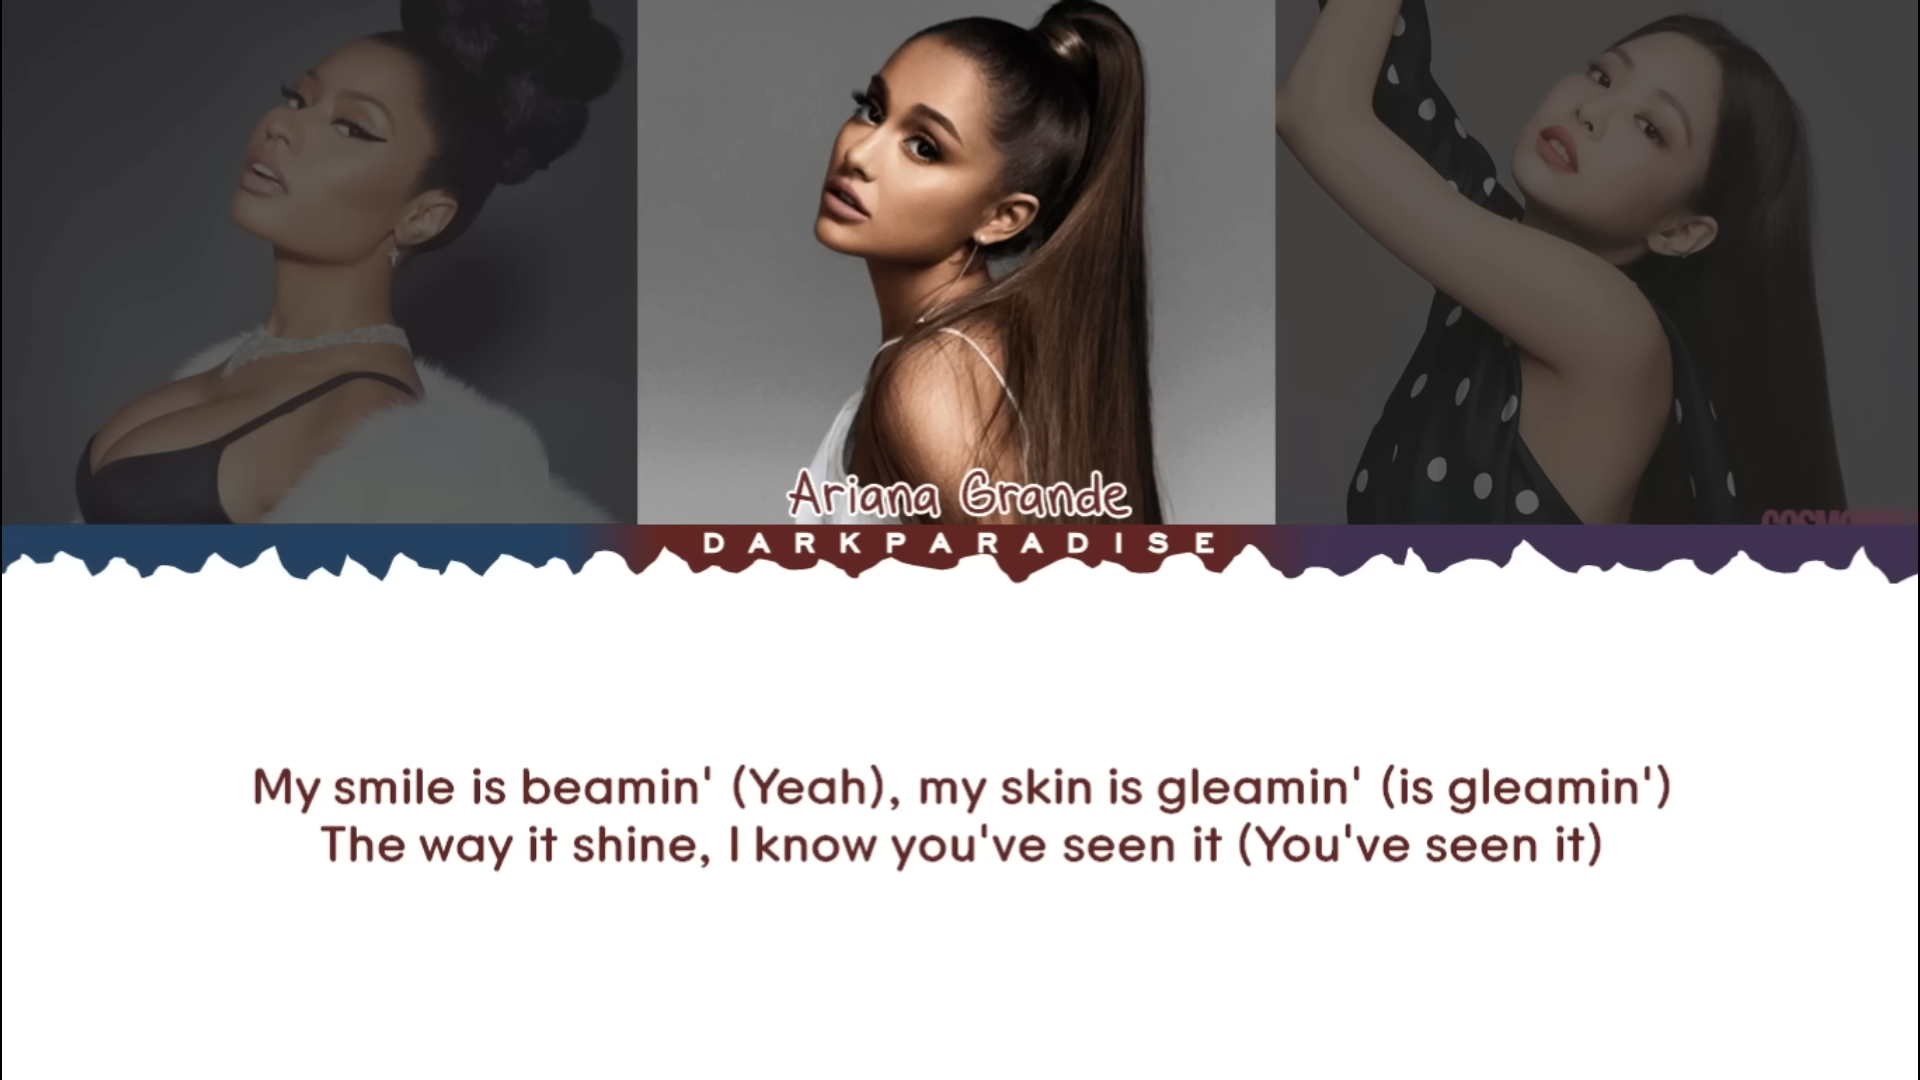 Ariana Grande
DARKPARADISE
My smile is beamin' (Yeah), my skin is gleamin' (is gleamin')
The way it shine, I know you've seen it (You've seen it)